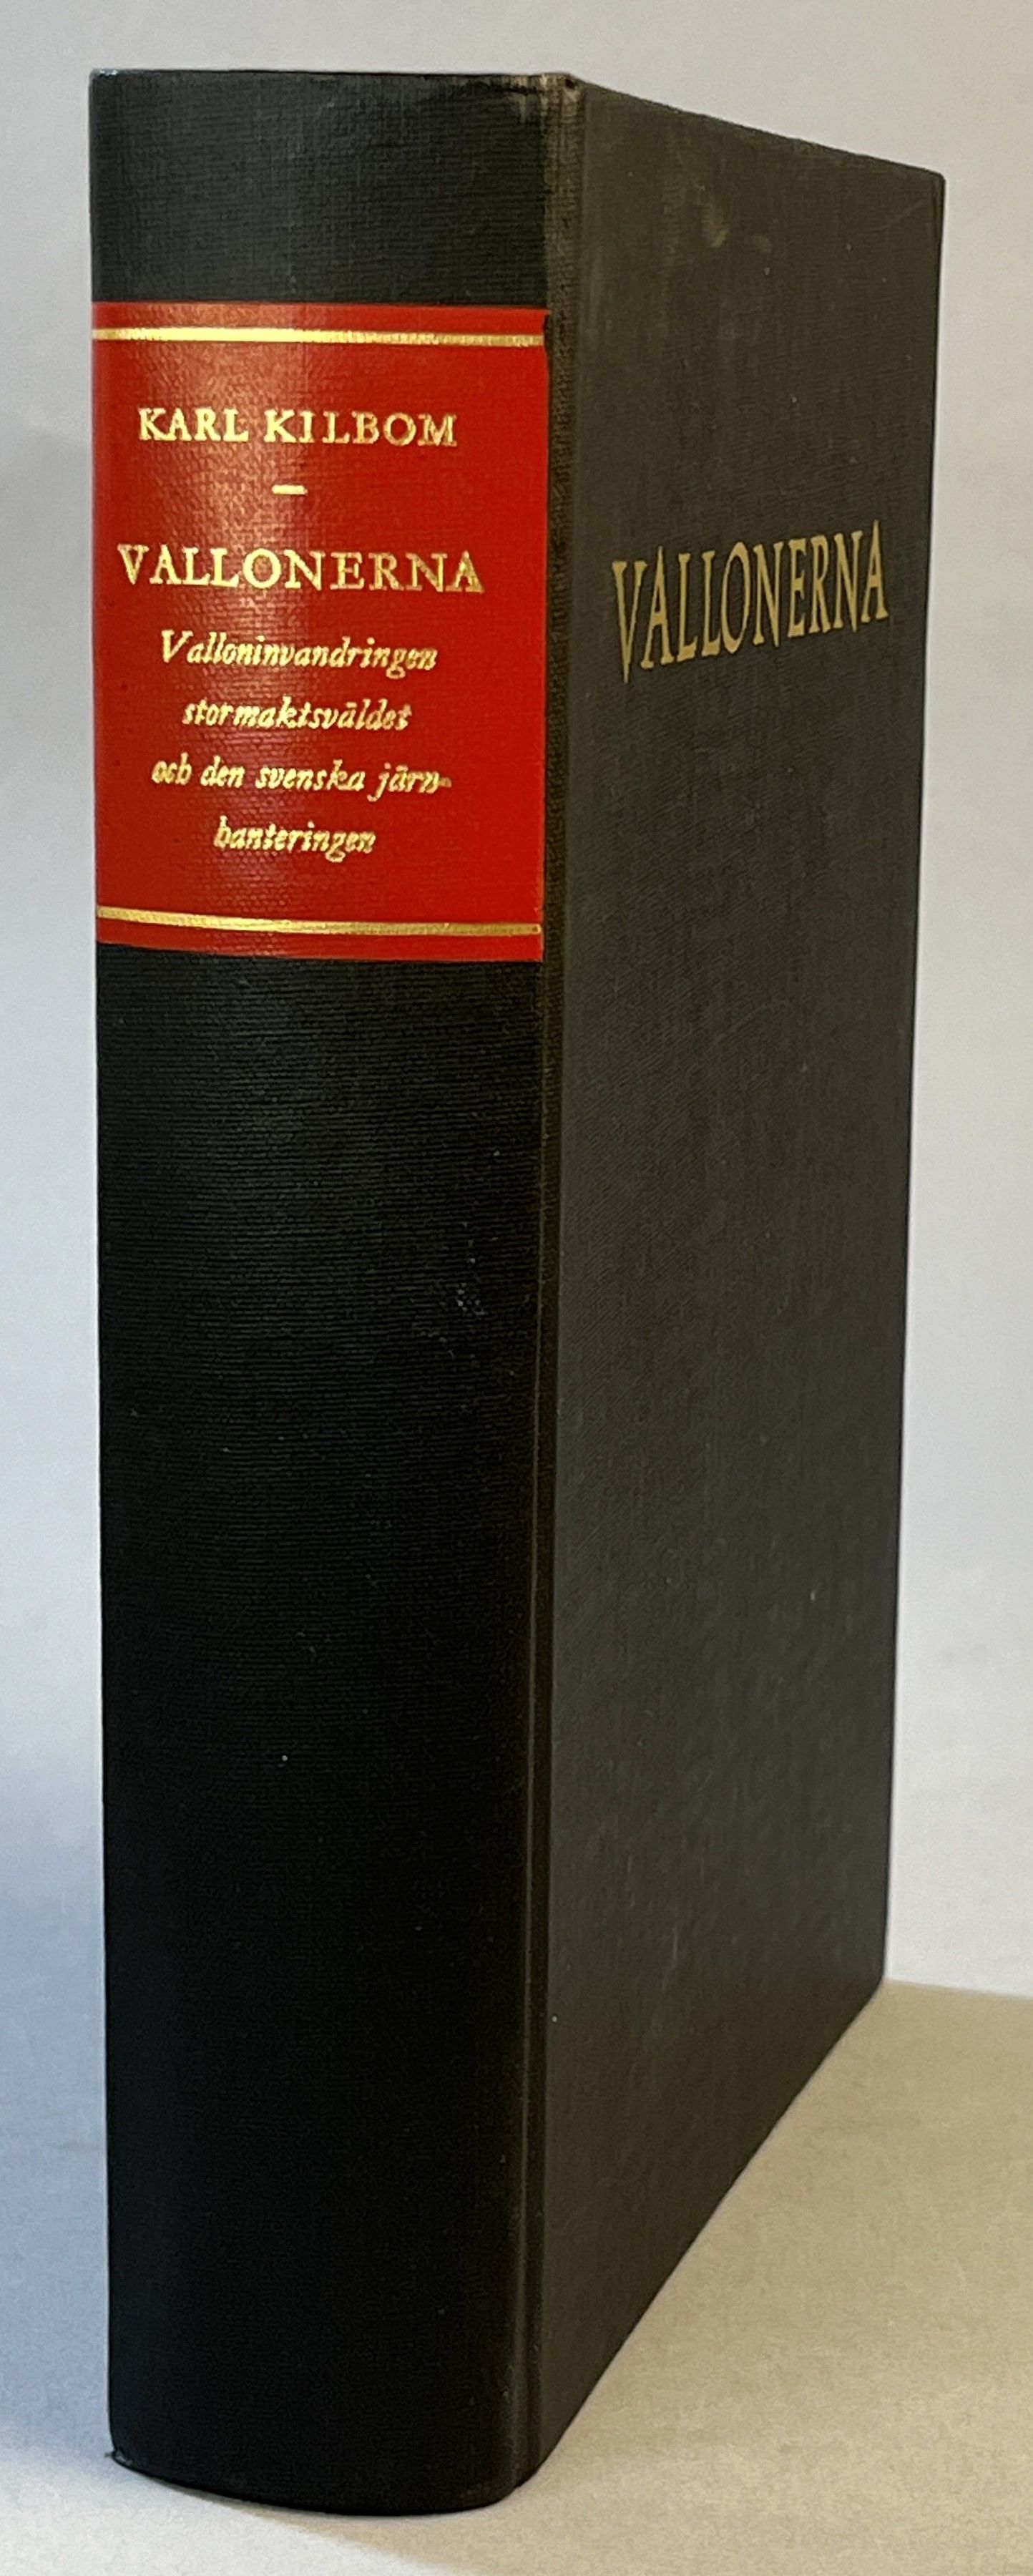 KARL KILBOM
–
VALLONERNA
Valloninvandringen
stormaktsväldet
och den svenska järn-
hanteringen
VALLONERNA